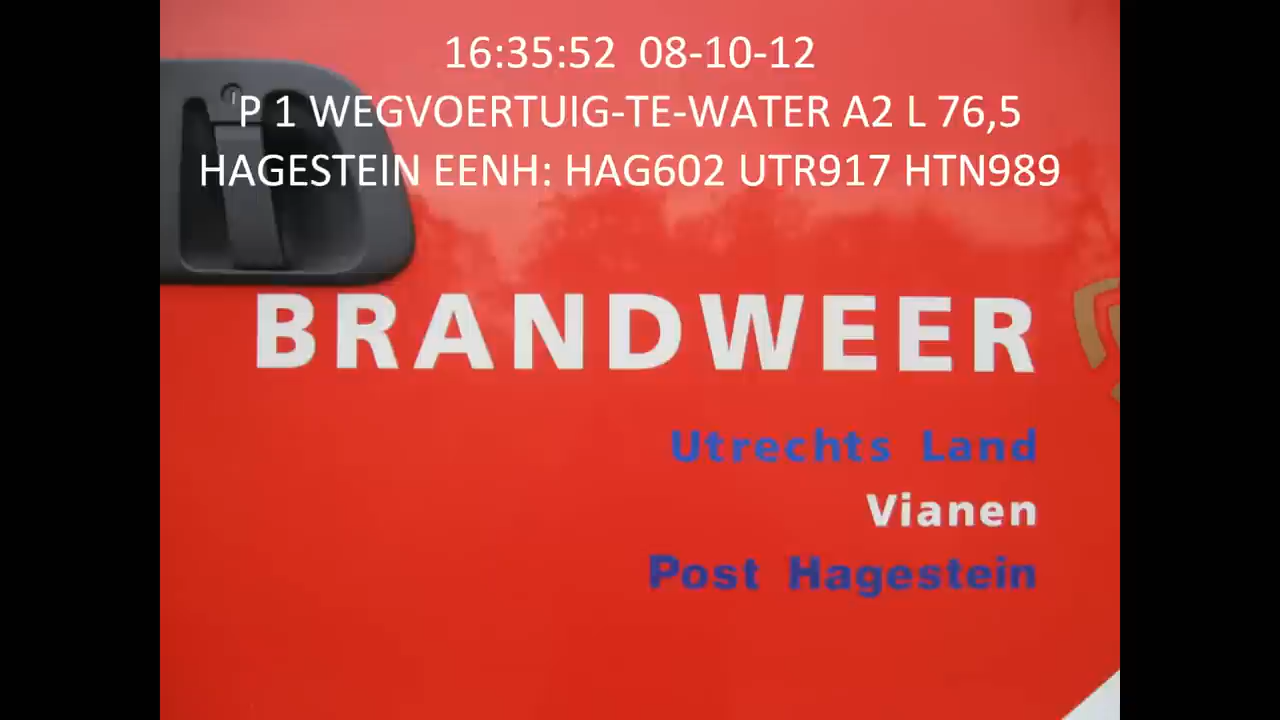 16:35:52 08-10-12
P 1 WEGVOERTUIG-TE-WATER A2 L 76,5
HAGESTEIN EENH: HAG602 UTR917 HTN989
BRANDWEER
Utrechts Land
Vianen
Post Hagestein